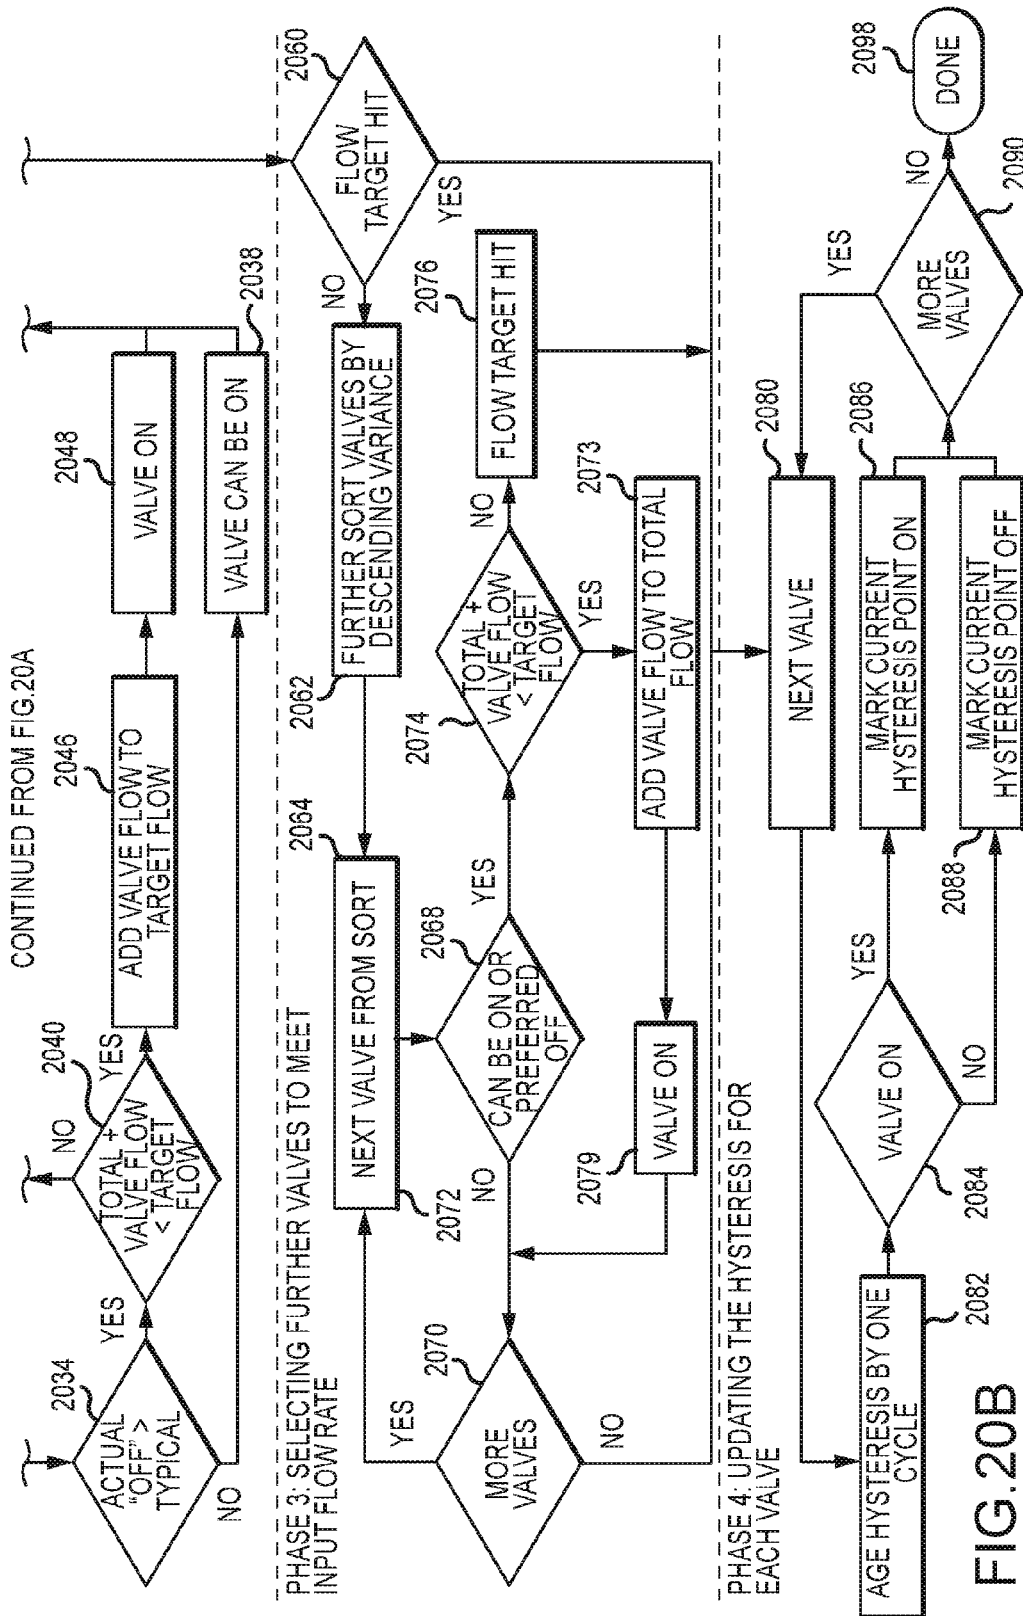 CONTINUED FROM FIG.20A
2034
ACTUAL
"OFF" >
TYPICAL
YES
NO
2040
TOTAL +
VALVE FLOW
< TARGET
FLOW
NO
YES
2046
ADD VALVE FLOW TO
TARGET FLOW
2048
VALVE ON
VALVE CAN BE ON
2038
PHASE 3: SELECTING FURTHER VALVES TO MEET
INPUT FLOW RATE
2060
FLOW
TARGET HIT
NO
YES
2062
FURTHER SORT VALVES BY
DESCENDING VARIANCE
2064
NEXT VALVE FROM SORT
2072
2068
CAN BE ON OR
PREFERRED
OFF
YES
NO
2074
TOTAL +
VALVE FLOW
< TARGET
FLOW
NO
YES
2076
FLOW TARGET HIT
2073
ADD VALVE FLOW TO TOTAL
FLOW
2079
VALVE ON
2070
MORE
VALVES
YES
NO
PHASE 4: UPDATING THE HYSTERESIS FOR
EACH VALVE
2080
NEXT VALVE
AGE HYSTERESIS BY ONE
CYCLE
2082
VALVE ON
2084
YES
NO
2086
MARK CURRENT
HYSTERESIS POINT ON
2088
MARK CURRENT
HYSTERESIS POINT OFF
MORE
VALVES
2090
YES
NO
2098
DONE
FIG.20B